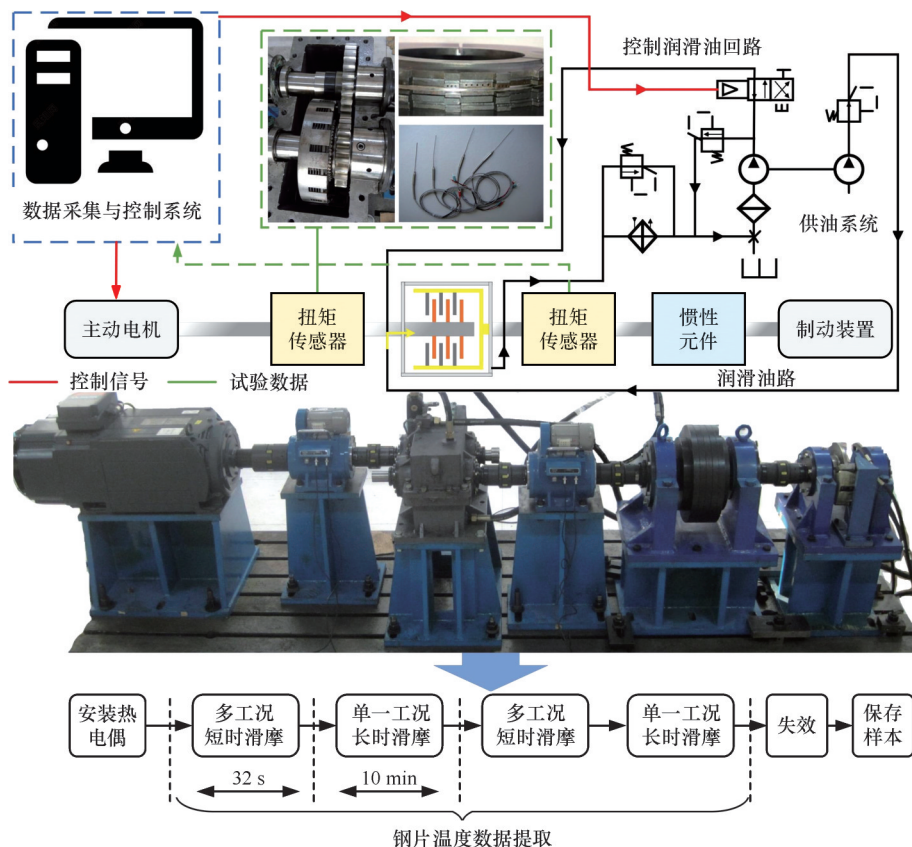 控制润滑油回路
数据采集与控制系统
供油系统
主动电机
扭矩
传感器
扭矩
传感器
惯性
元件
制动装置
控制信号
试验数据
润滑油路
安装热
电偶
多工况
短时滑摩
单一工况
长时滑摩
多工况
短时滑摩
单一工况
长时滑摩
失效
保存
样本
32 s
10 min
钢片温度数据提取